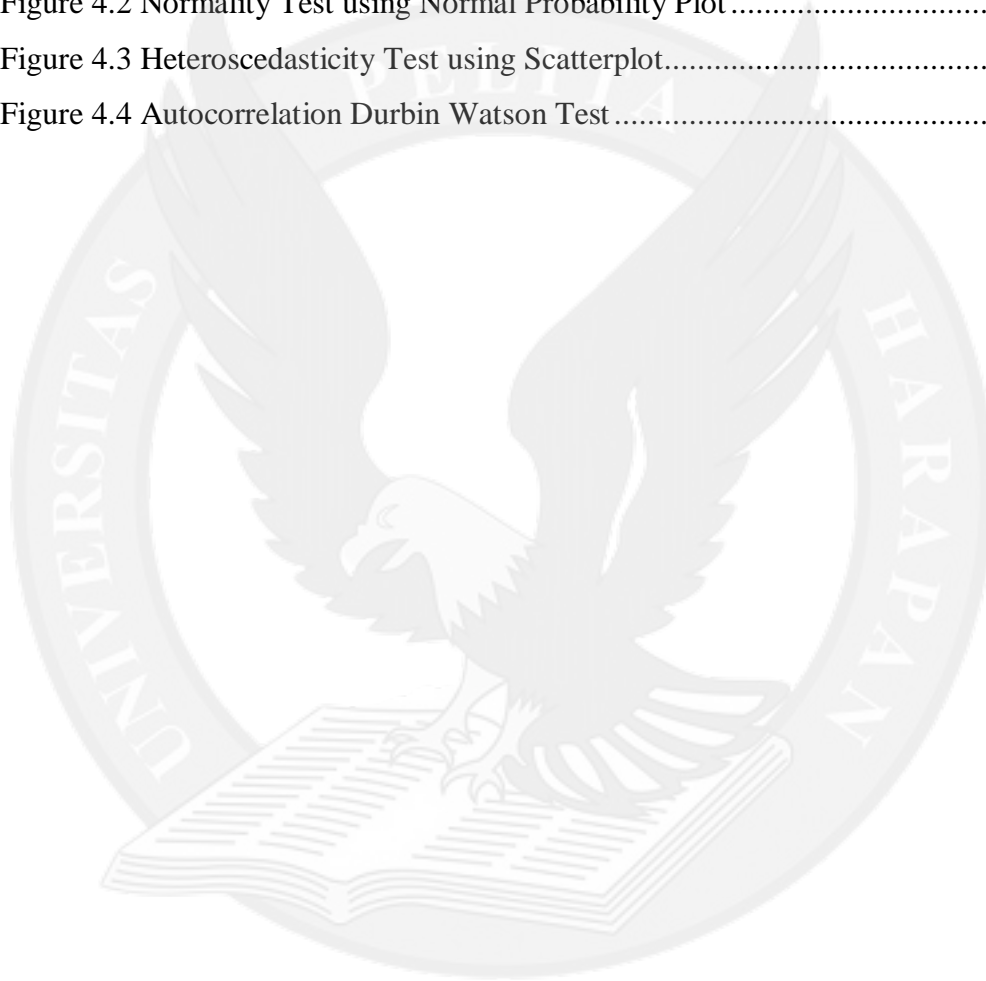 Figure 4.2 Normality Test using Normal Probability Plot..............................
Figure 4.3 Heteroscedasticity Test using Scatterplot.......................................
Figure 4.4 Autocorrelation Durbin Watson Test.............................................
UNIVERSITAS PELITA HARAPAN